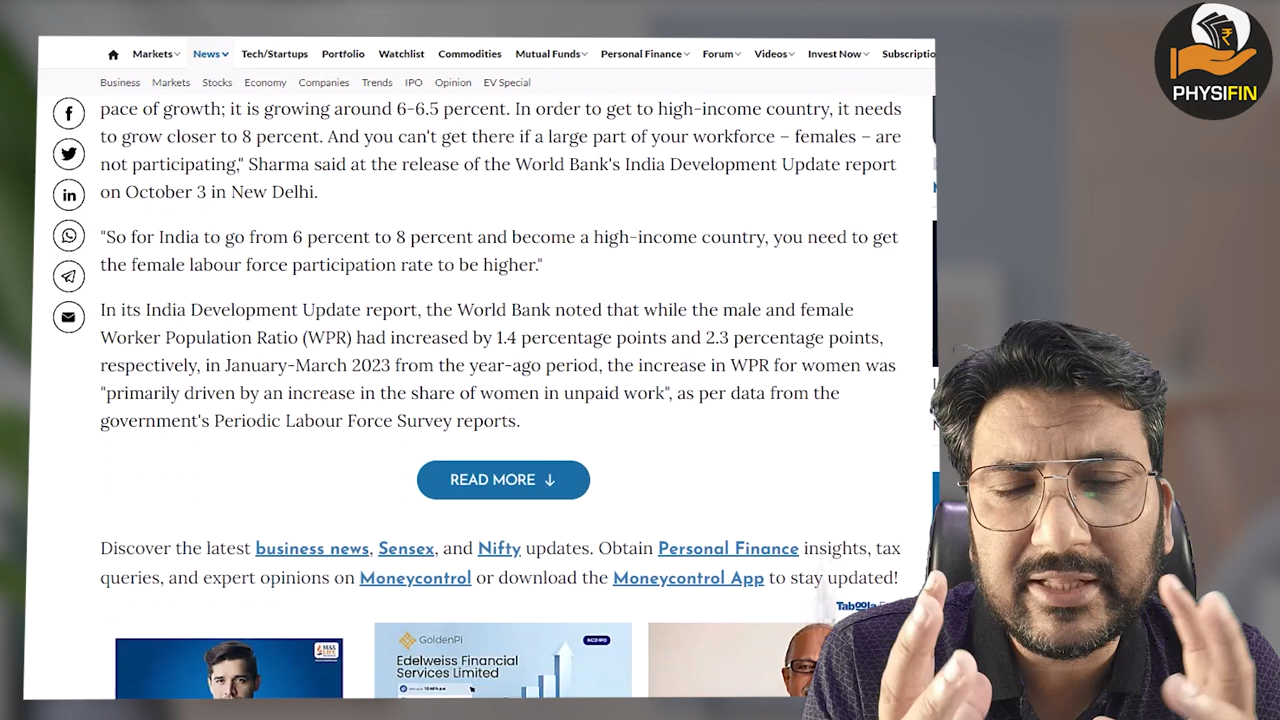 PHYSIFIN
Markets News Tech/Startups Portfolio Watchlist Commodities Mutual Funds Personal Finance Forum Videos Invest Now Subscriptio
Business Markets Stocks Economy Companies Trends IPO Opinion EV Special
pace of growth; it is growing around 6-6.5 percent. In order to get to high-income country, it needs
to grow closer to 8 percent. And you can't get there if a large part of your workforce – females – are
not participating," Sharma said at the release of the World Bank's India Development Update report
on October 3 in New Delhi.
"So for India to go from 6 percent to 8 percent and become a high-income country, you need to get
the female labour force participation rate to be higher."
In its India Development Update report, the World Bank noted that while the male and female
Worker Population Ratio (WPR) had increased by 1.4 percentage points and 2.3 percentage points,
respectively, in January-March 2023 from the year-ago period, the increase in WPR for women was
"primarily driven by an increase in the share of women in unpaid work", as per data from the
government's Periodic Labour Force Survey reports.
READ MORE ↓
Discover the latest business news, Sensex, and Nifty updates. Obtain Personal Finance insights, tax
queries, and expert opinions on Moneycontrol or download the Moneycontrol App to stay updated!
Taboola
MAX LIFE
GoldenPi
NCD IPO
Edelweiss Financial
Services Limited